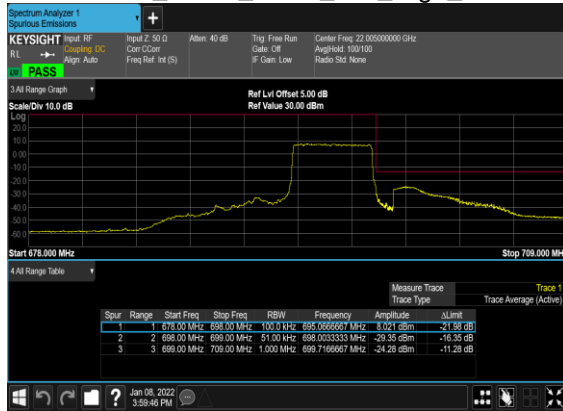 Spectrum Analyzer 1
Spurious Emissions
KEYSIGHT Input: RF Input Z: 50 Ω Atten: 40 dB Trig: Free Run Center Freq: 22.005000000 GHz
RL Coupling: DC Corr CCorr Gate: Off Avg|Hold: 100/100
Align: Auto Freq Ref: Int (S) IF Gain: Low Radio Std: None
PASS
3 All Range Graph
Ref Lvl Offset 5.00 dB
Scale/Div 10.0 dB Ref Value 30.00 dBm
Log
20.0
10.0
0.00
-10.0
-20.0
-30.0
-40.0
-50.0
-60.0
Start 678.000 MHz Stop 709.000 MHz
4 All Range Table
Measure Trace Trace 1
Trace Type Trace Average (Active)
Spur Range Start Freq Stop Freq RBW Frequency Amplitude ΔLimit
1 1 678.00 MHz 698.00 MHz 100.0 kHz 695.0666667 MHz 8.021 dBm -21.98 dB
2 2 698.00 MHz 699.00 MHz 51.00 kHz 698.0033333 MHz -29.35 dBm -16.35 dB
3 3 699.00 MHz 709.00 MHz 1.000 MHz 699.7166667 MHz -24.28 dBm -11.28 dB
? Jan 08, 2022
3:59:46 PM